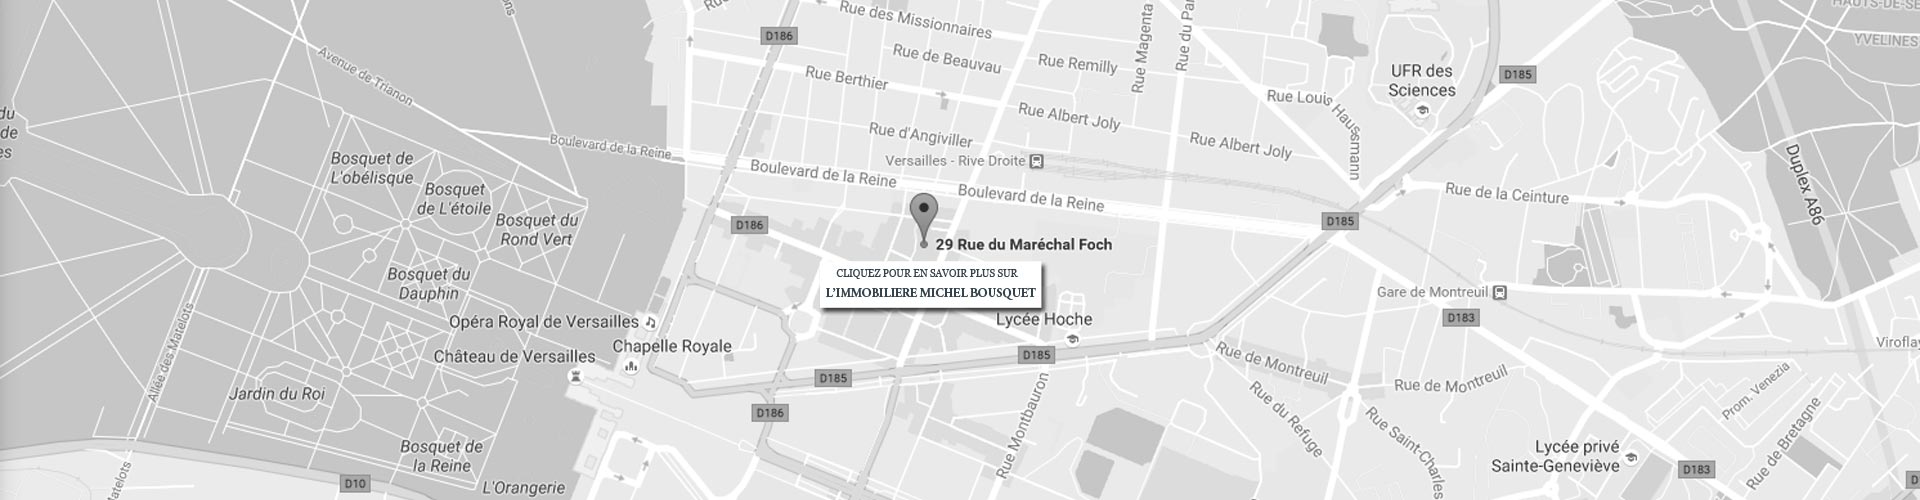 Rue des Missionnaires
D186
Rue de Beauvau
Rue Remilly
Rue Magenta
Rue Berthier
Avenue de Trianon
UFR des
Sciences
D185
HAUTS-DE-SE
YVELINES
Rue Louis Haussmann
Rue Albert Joly
Rue Albert Joly
Rue d'Angiviller
Versailles - Rive Droite
Boulevard de la Reine
Boulevard de la Reine
Boulevard de la Reine
Duplex A86
Rue de la Ceinture
Bosquet de
L'obélisque
Bosquet
de L'étoile
Bosquet du
Rond Vert
D186
D185
29 Rue du Maréchal Foch
CLIQUEZ POUR EN SAVOIR PLUS SUR
L'IMMOBILIERE MICHEL BOUSQUET
Bosquet du
Dauphin
Gare de Montreuil
D183
Opéra Royal de Versailles
Lycée Hoche
Chapelle Royale
Château de Versailles
Allée des Matelots
D185
D185
Rue de Montreuil
Rue de Montreuil
Viroflay
Jardin du Roi
D186
Rue Montbauron
Rue du Refuge
Rue Saint-Charles
Prom. Venezia
Rue de Bretagne
Bosquet de
la Reine
Lycée privé
Sainte-Geneviève
D183
D10
L'Orangerie
Matelots